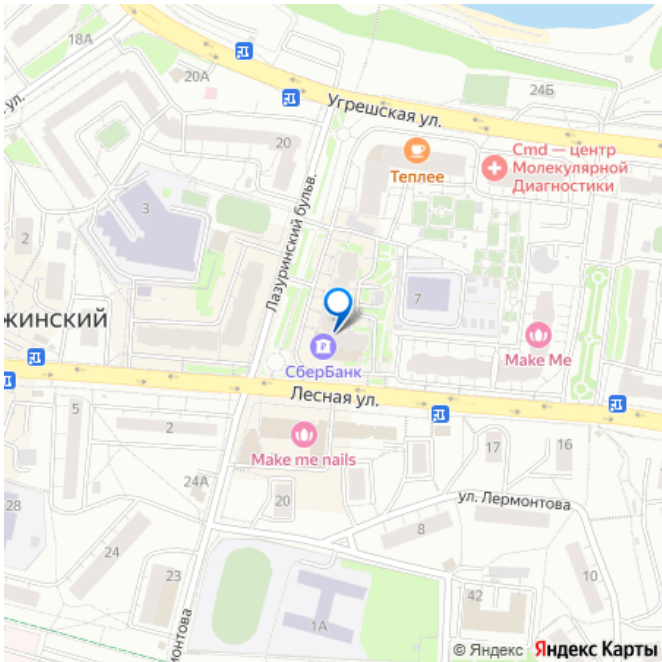 18А
20А
24Б
Угрешская ул.
ул.
20
Теплее
Cmd — центр
Молекулярной
Диагностики
3
2
Лазуринский бульв.
7
жинский
СберБанк
Make Me
Лесная ул.
5
2
Make me nails
17
16
24А
28
20
ул. Лермонтова
8
24
23
10
42
1А
монтова
© Яндекс Яндекс Карты